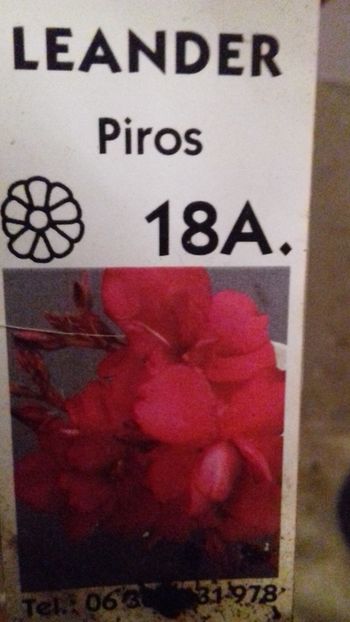 LEANDER
Piros
18A.
Tel.: 06 31-978